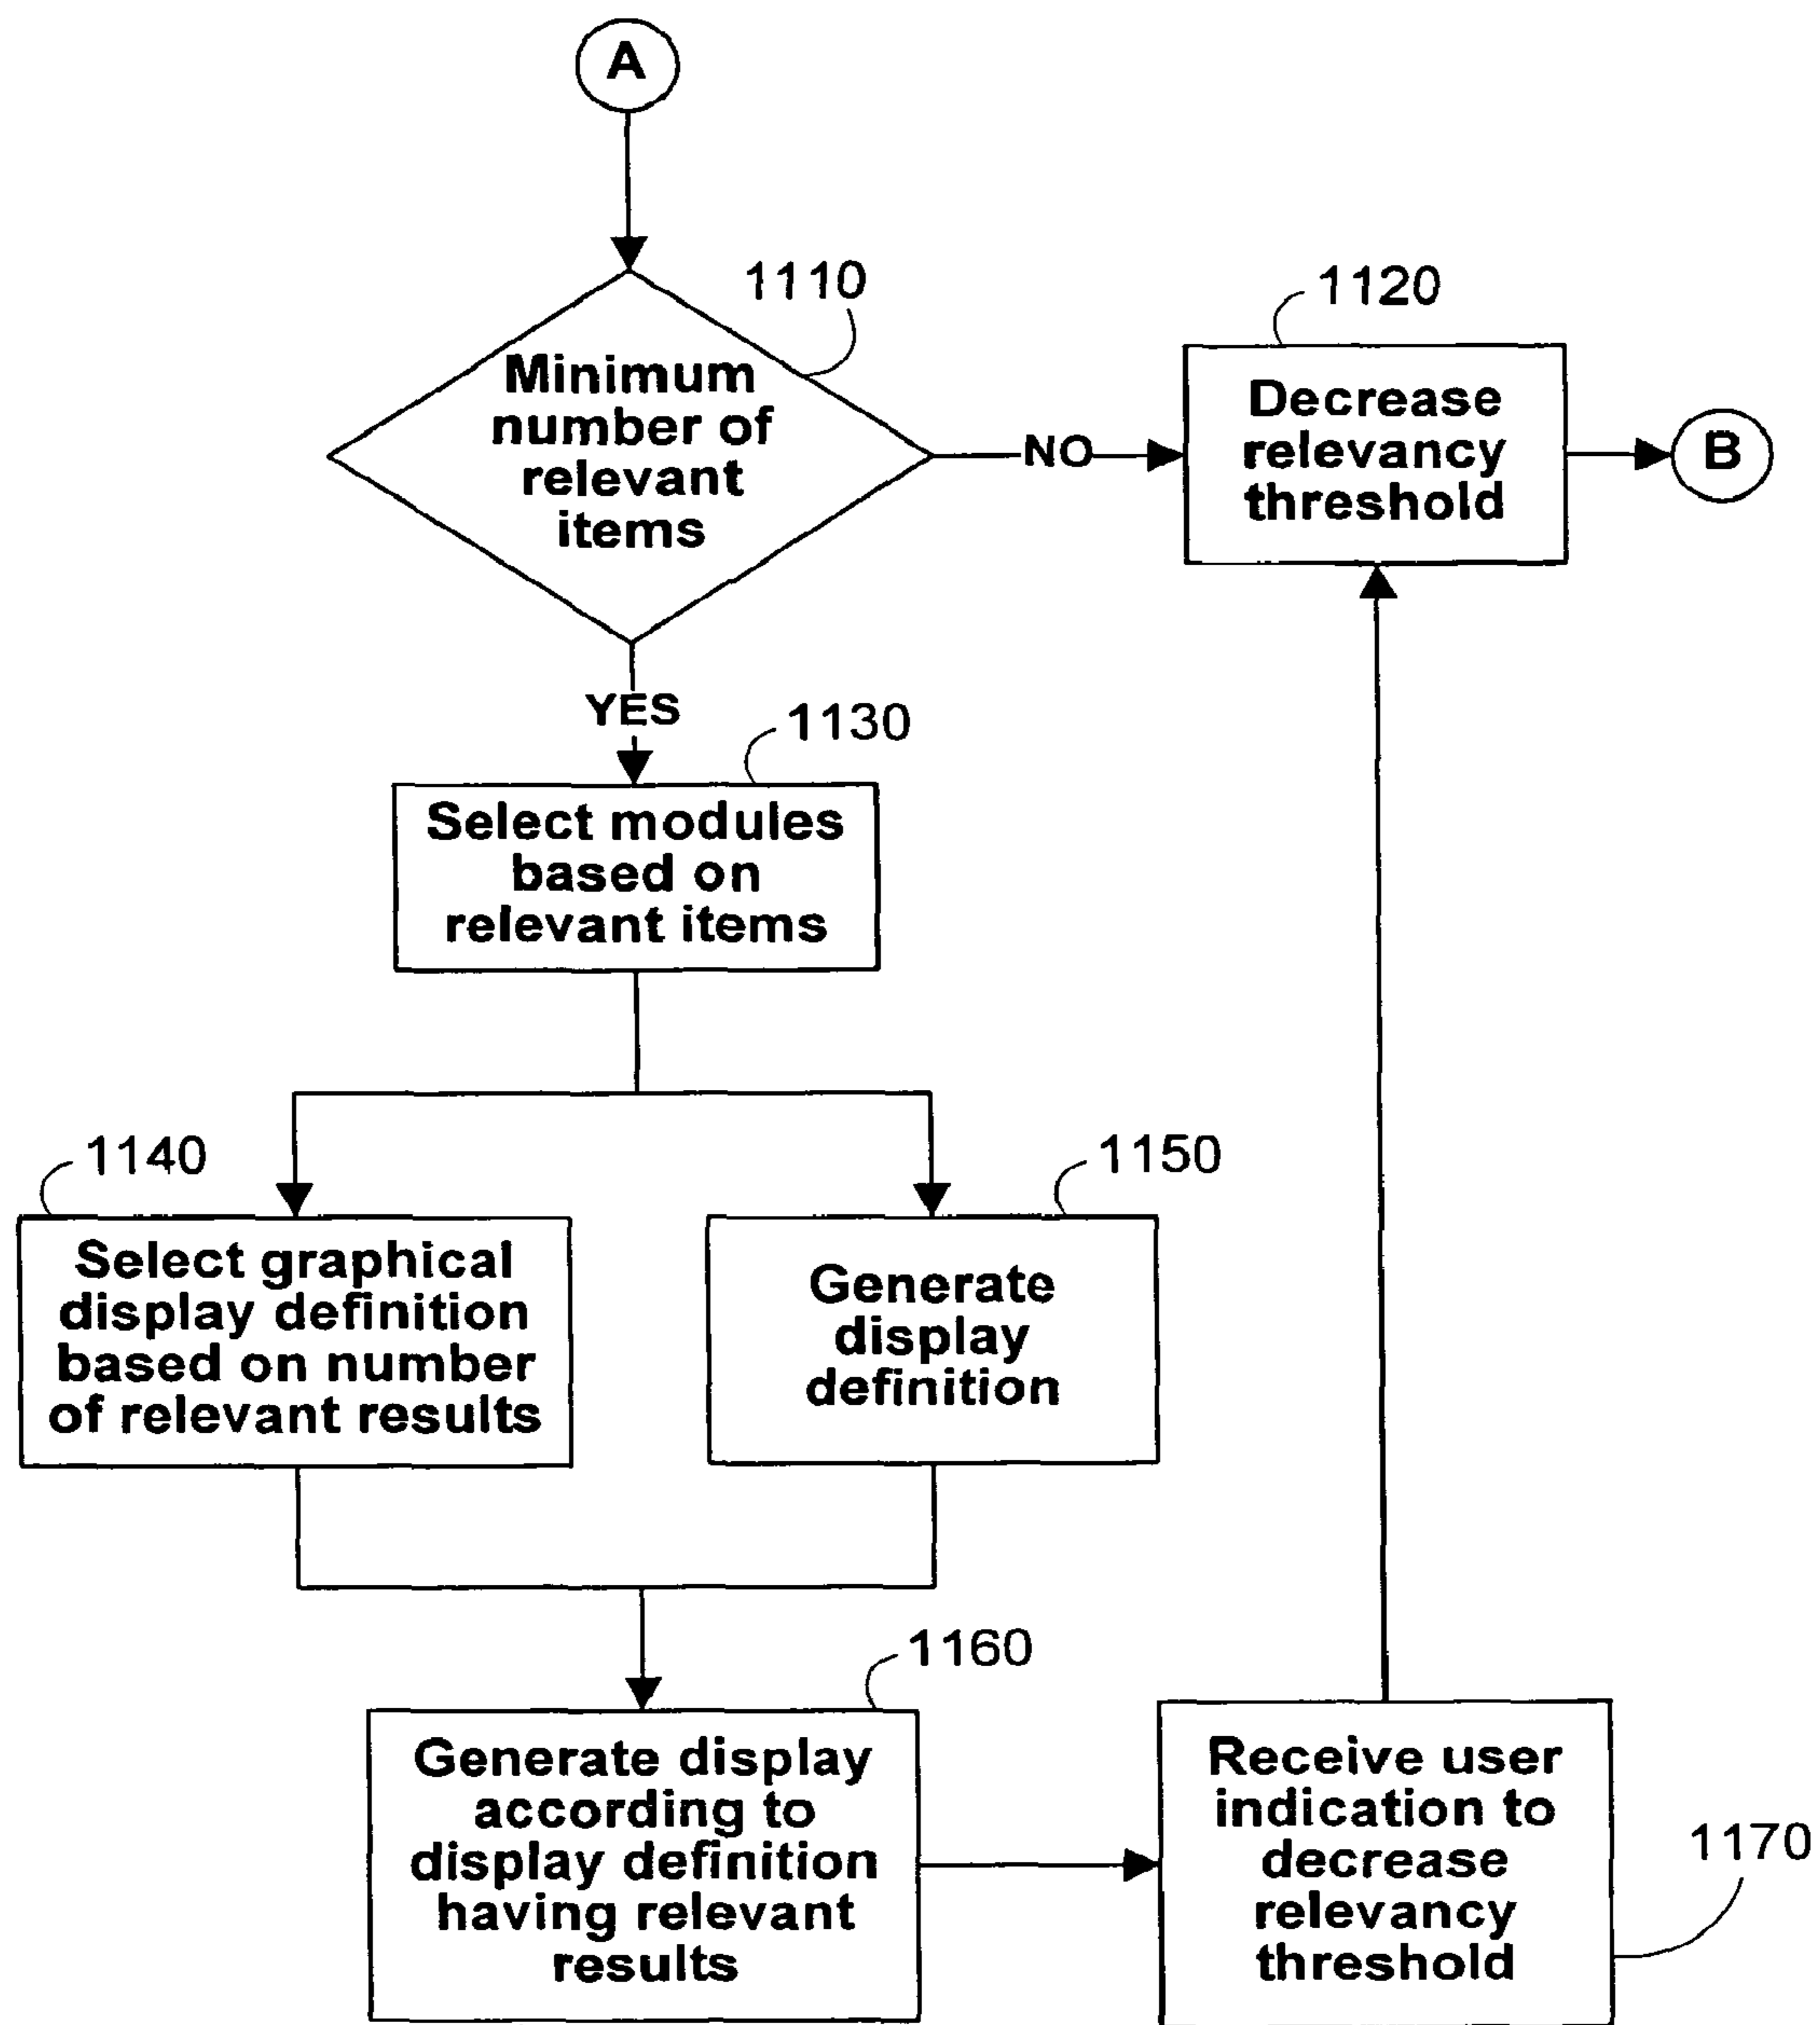 A
1110
Minimum
number of
relevant
items
NO
1120
Decrease
relevancy
threshold
B
YES
1130
Select modules
based on
relevant items
1140
Select graphical
display definition
based on number
of relevant results
1150
Generate
display
definition
1160
Generate display
according to
display definition
having relevant
results
Receive user
indication to
decrease
relevancy
threshold
1170